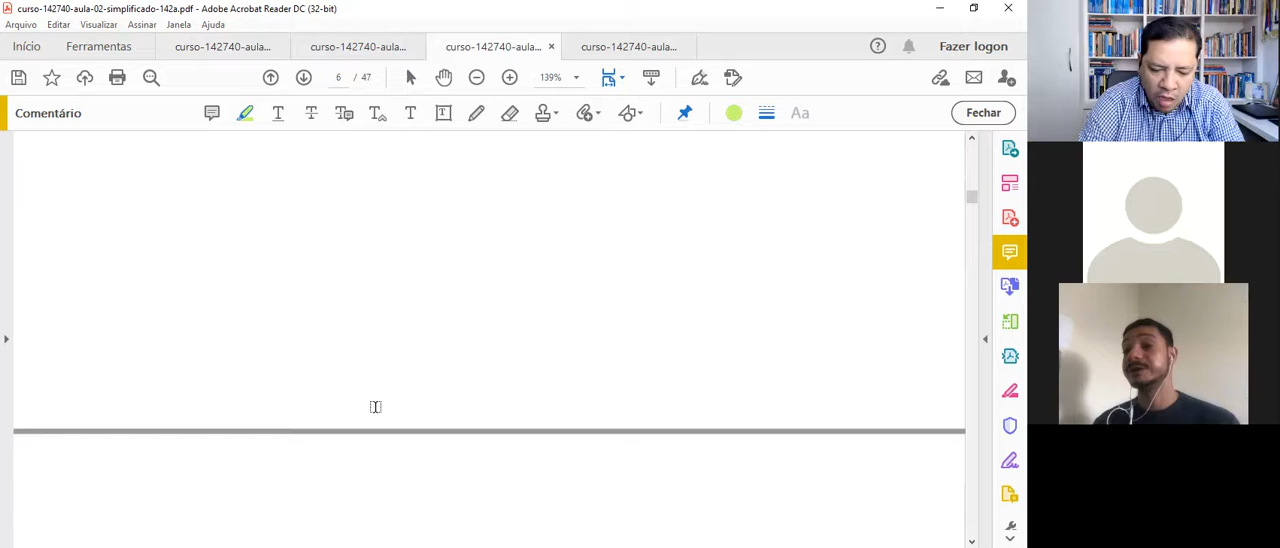 curso-142740-aula-02-simplificado-142a.pdf - Adobe Acrobat Reader DC (32-bit)
Arquivo Editar Visualizar Assinar Janela Ajuda
Início Ferramentas curso-142740-aula... curso-142740-aula... curso-142740-aula... × curso-142740-aula... Fazer logon
6 / 47 139%
Comentário Aa Fechar